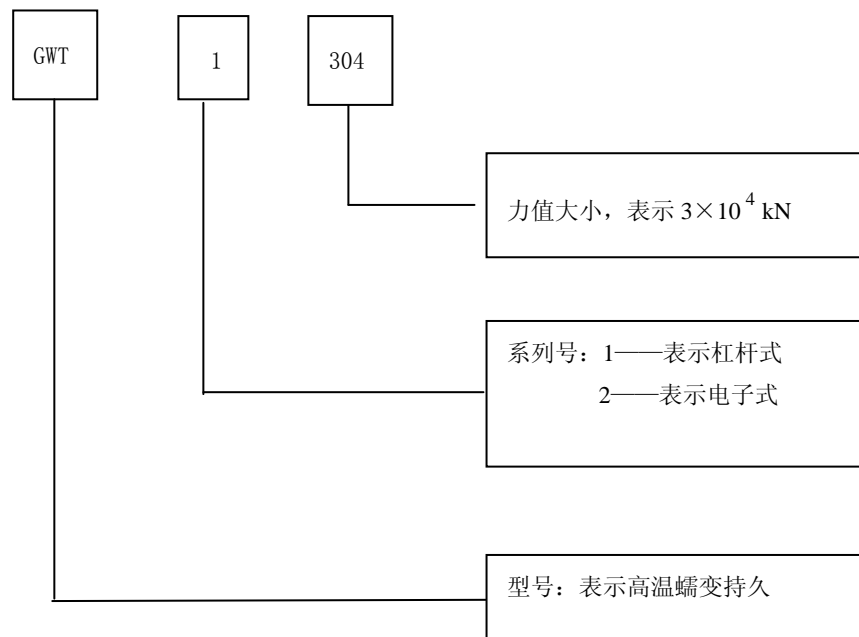 GWT 1 304
力值大小，表示 3×10⁴ kN
系列号：1——表示杠杆式
2——表示电子式
型号：表示高温蠕变持久